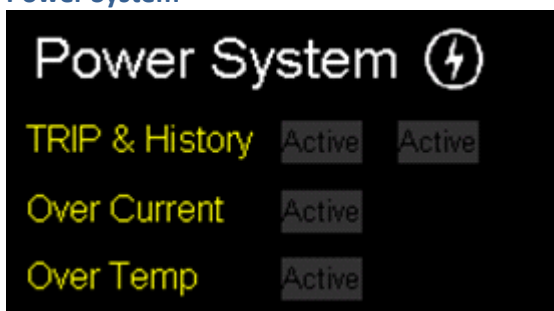 Power System
Power System
TRIP & History Active Active
Over Current Active
Over Temp Active